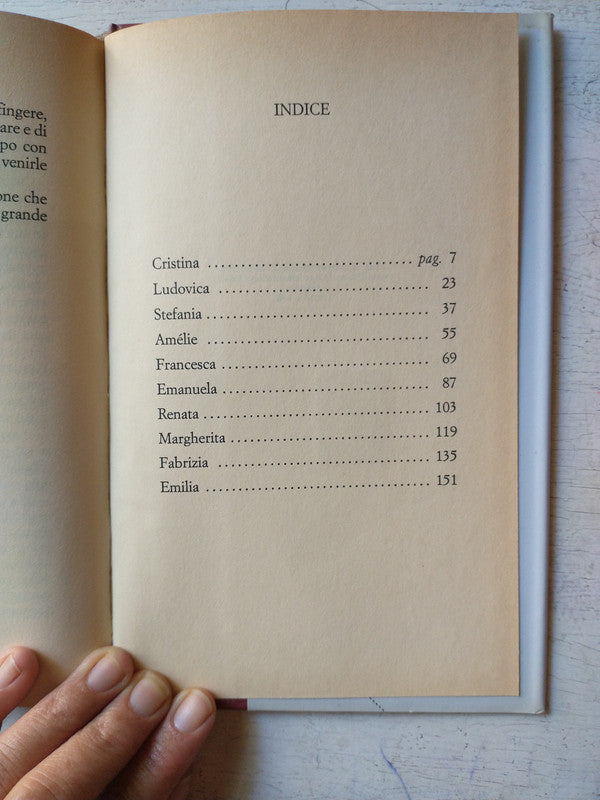 fingere,
are e di
po con
venirle
one che
grande
INDICE
Cristina ............................... pag. 7
Ludovica ................................ 23
Stefania .................................. 37
Amélie .................................. 55
Francesca ................................ 69
Emanuela ............................... 87
Renata .................................. 103
Margherita .............................. 119
Fabrizia ................................ 135
Emilia .................................. 151